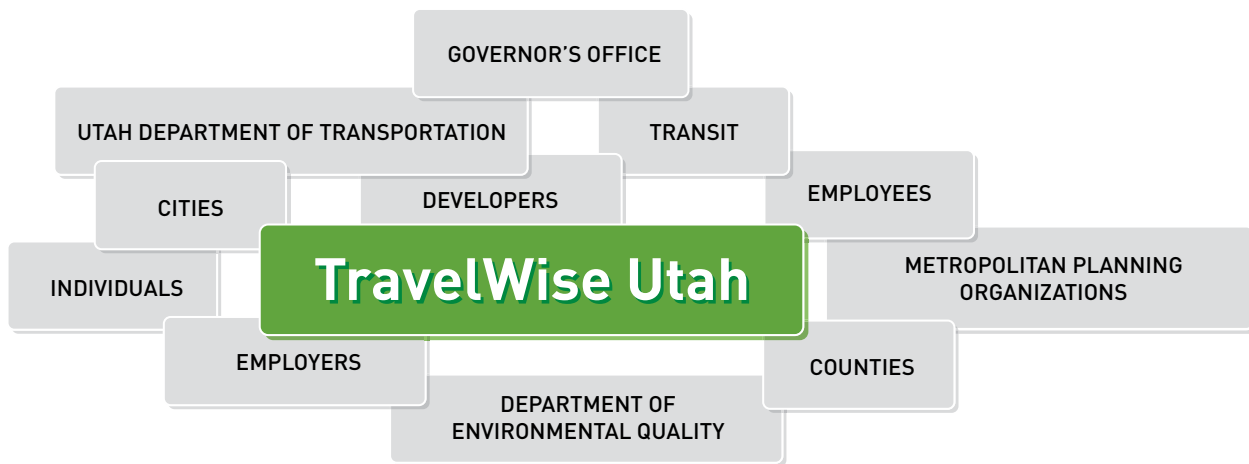 GOVERNOR'S OFFICE
UTAH DEPARTMENT OF TRANSPORTATION
TRANSIT
CITIES
DEVELOPERS
EMPLOYEES
INDIVIDUALS
TravelWise Utah
METROPOLITAN PLANNING
ORGANIZATIONS
EMPLOYERS
COUNTIES
DEPARTMENT OF
ENVIRONMENTAL QUALITY